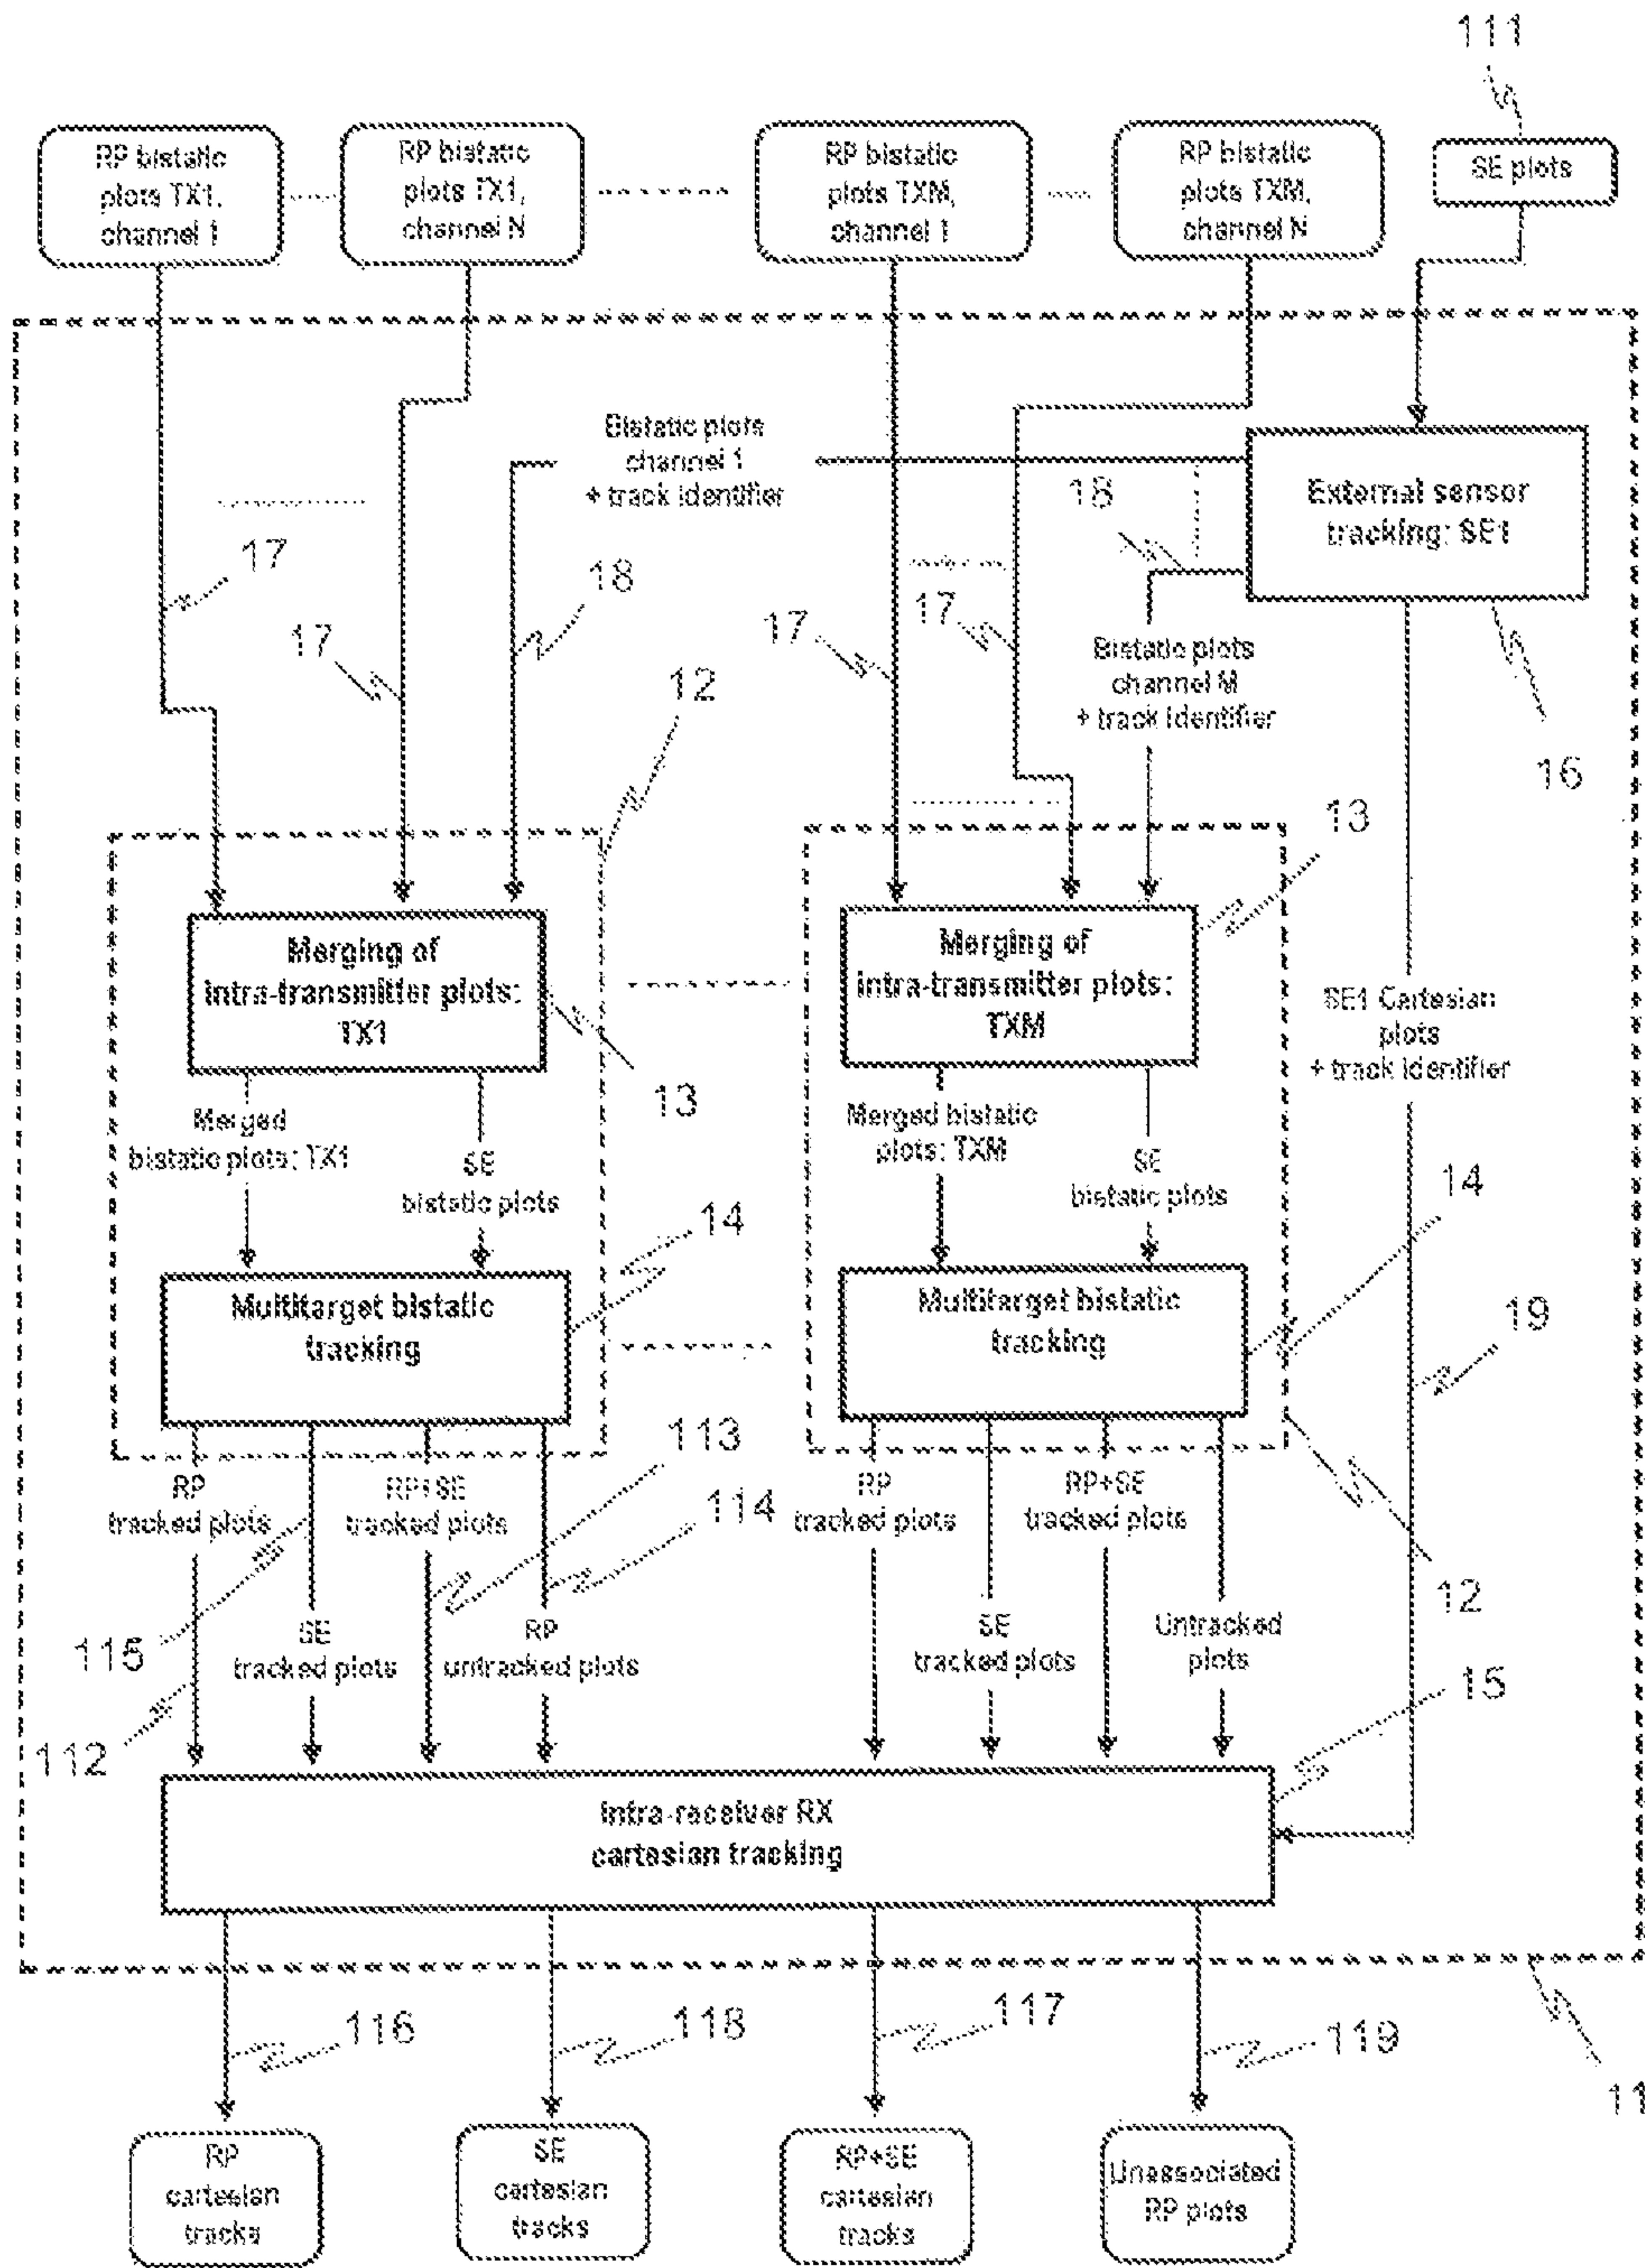 111
RP bistatic
plots TX1,
channel 1
RP bistatic
plots TX1,
channel N
RP bistatic
plots TXM,
channel 1
RP bistatic
plots TXM,
channel N
SE plots
Bistatic plots
channel 1
+ track identifier
18
External sensor
tracking: SE1
17
18
17
17
17
Bistatic plots
channel M
+ track identifier
12
16
13
Merging of
intra-transmitter plots:
TX1
Merging of
intra-transmitter plots:
TXM
SE1 Cartesian
plots
+ track identifier
13
Merged
bistatic plots: TX1
SE
bistatic plots
Merged bistatic
plots: TXM
SE
bistatic plots
14
14
Multitarget bistatic
tracking
Multitarget bistatic
tracking
19
113
RP
tracked plots
RP+SE
tracked plots
114
RP
tracked plots
RP+SE
tracked plots
12
115
SE
tracked plots
RP
untracked plots
SE
tracked plots
Untracked
plots
15
112
Intra-receiver RX
cartesian tracking
116
118
117
119
11
RP
cartesian
tracks
SE
cartesian
tracks
RP+SE
cartesian
tracks
Unassociated
RP plots